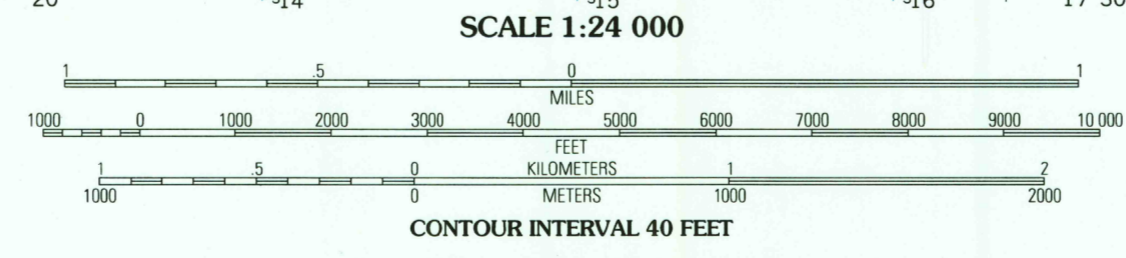 SCALE 1:24 000
1 .5 0 1
MILES
1000 0 1000 2000 3000 4000 5000 6000 7000 8000 9000 10 000
FEET
1 .5 0 KILOMETERS 1 2
1000 0 METERS 1000 2000
CONTOUR INTERVAL 40 FEET